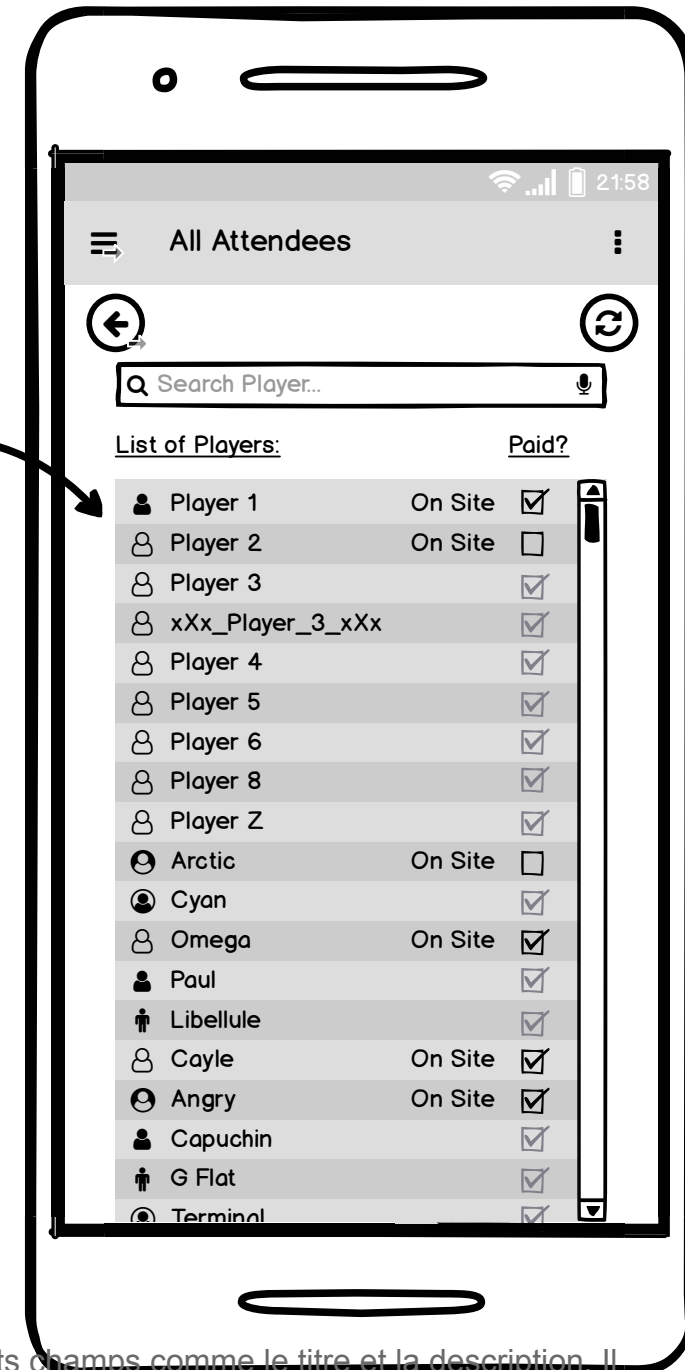 21:58
All Attendees
Search Player...
List of Players: Paid?
Player 1 On Site
Player 2 On Site
Player 3
xXx_Player_3_xXx
Player 4
Player 5
Player 6
Player 8
Player Z
Arctic On Site
Cyan
Omega On Site
Paul
Libellule
Cayle On Site
Angry On Site
Capuchin
G Flat
Terminal
champs comme le titre et la description. Il